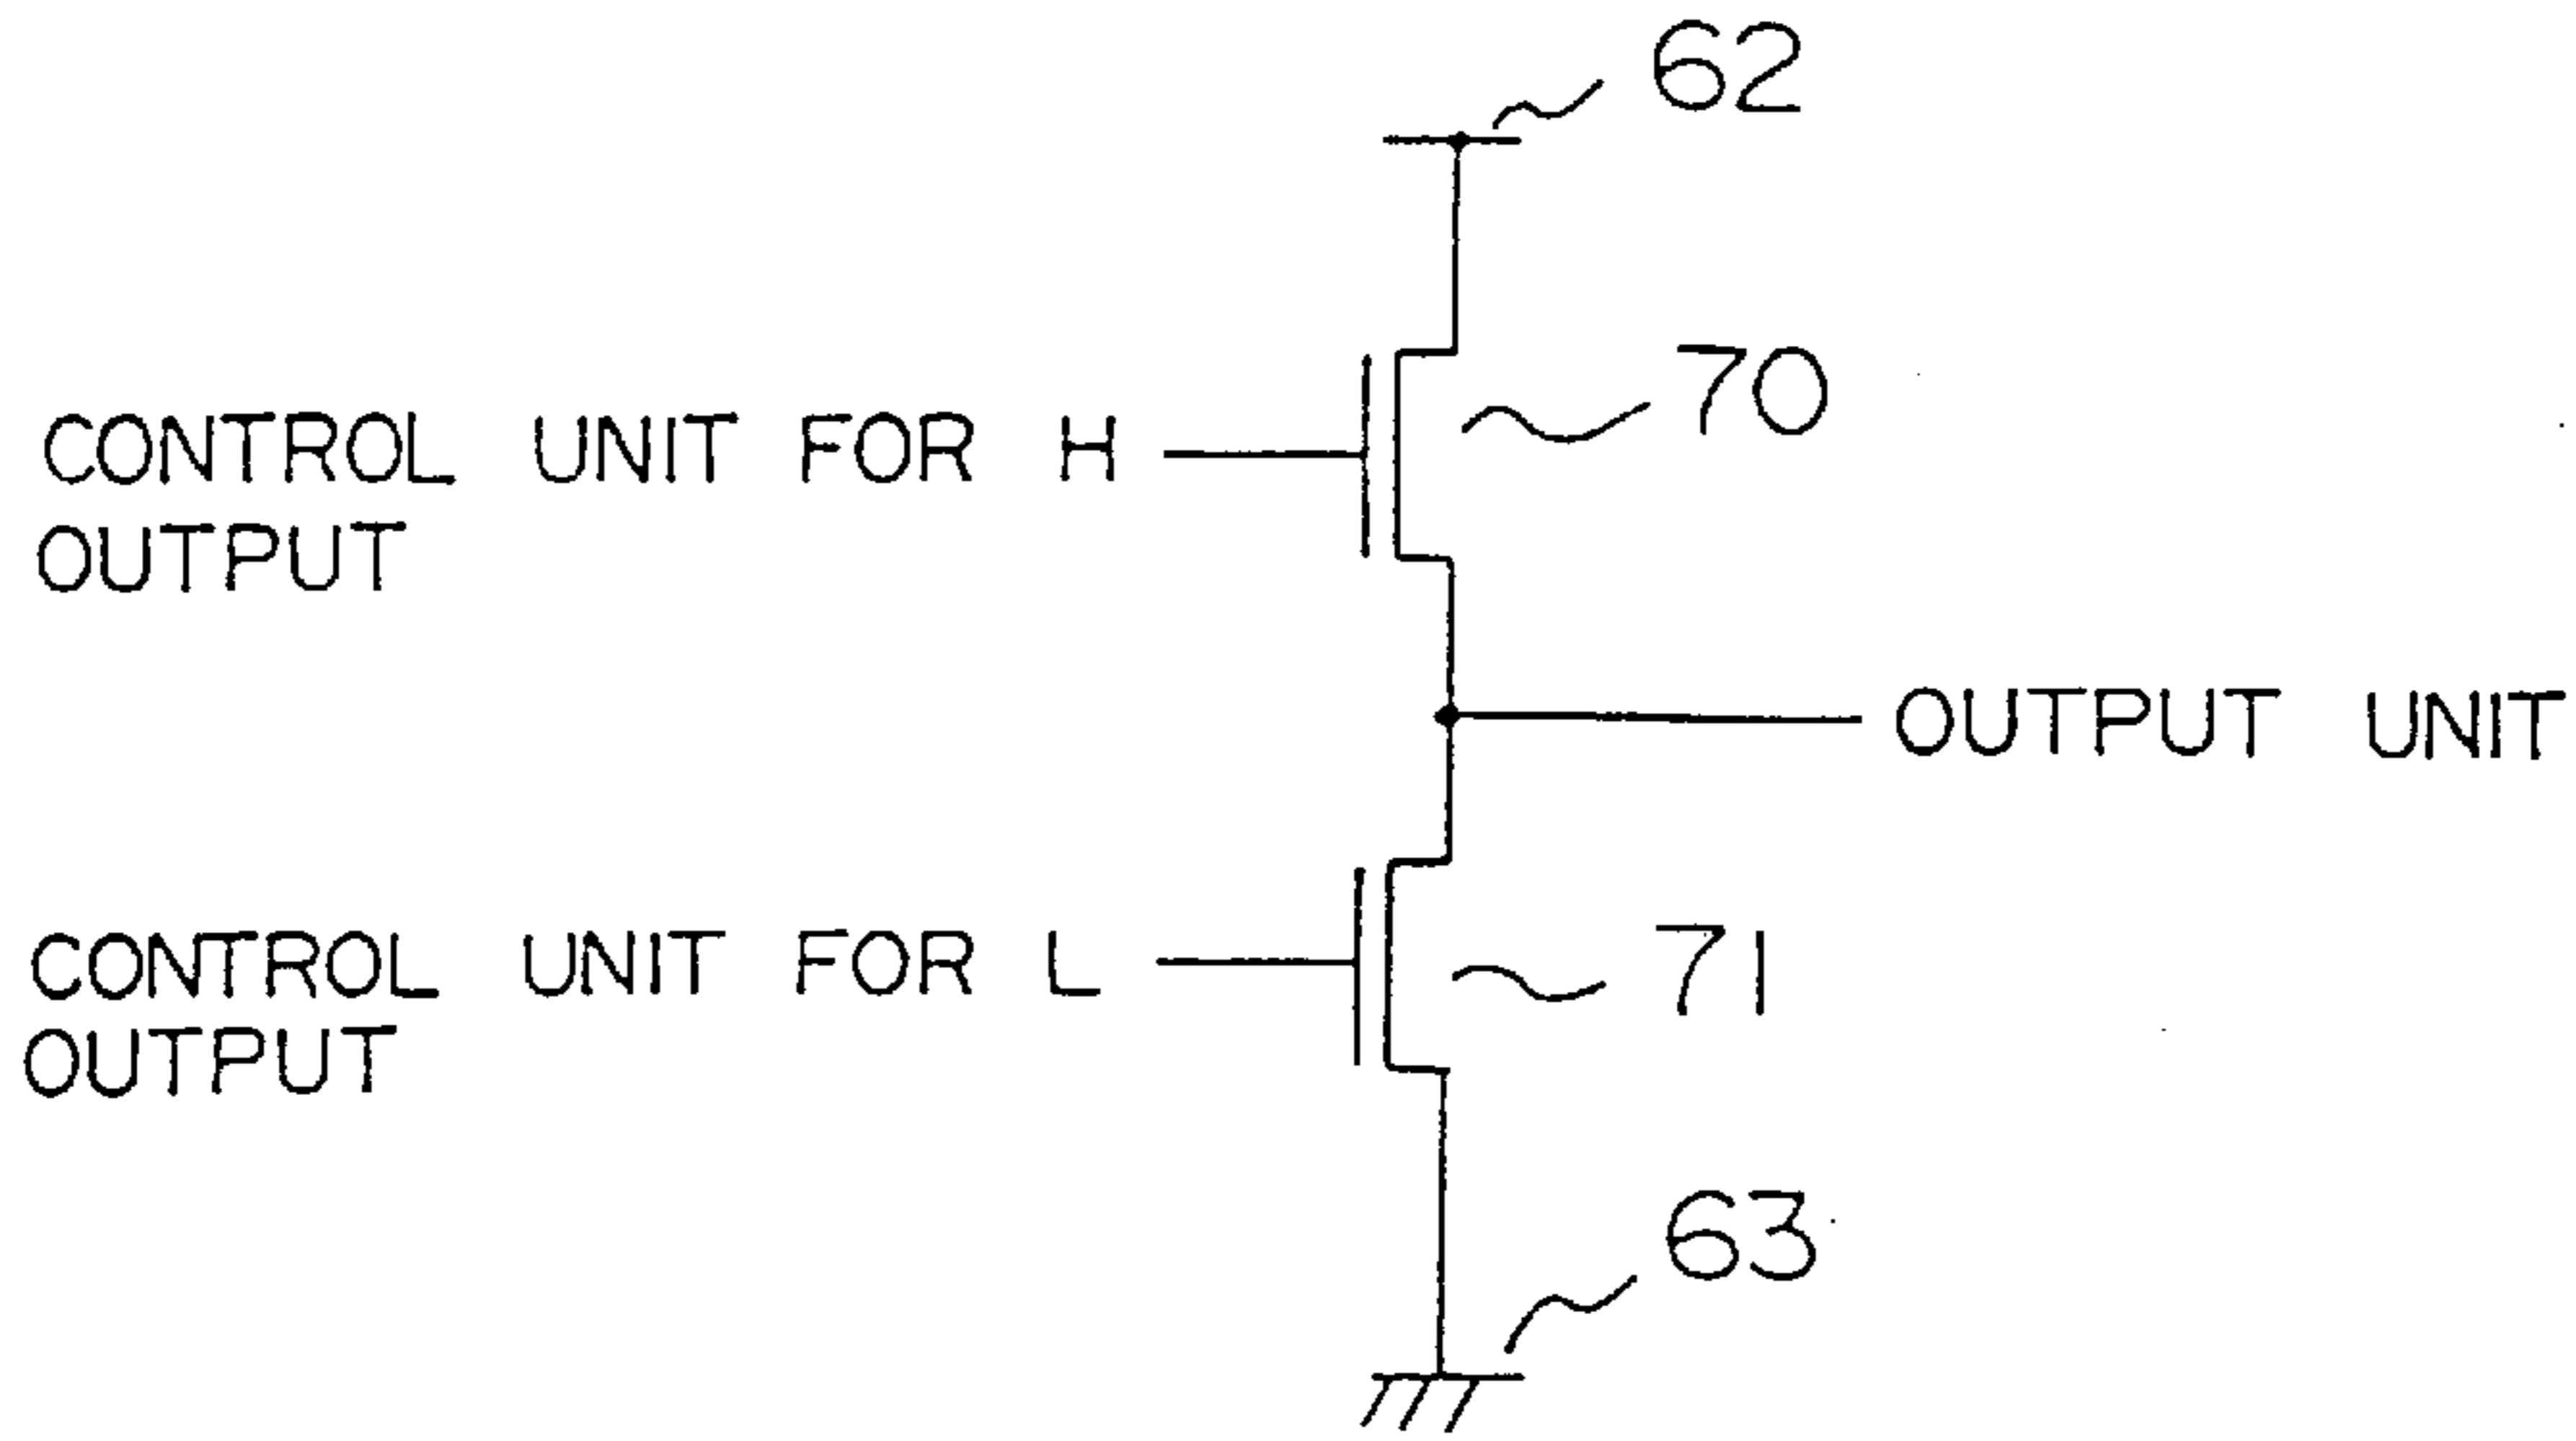 62
70
CONTROL UNIT FOR H
OUTPUT
OUTPUT UNIT
CONTROL UNIT FOR L
OUTPUT
71
63